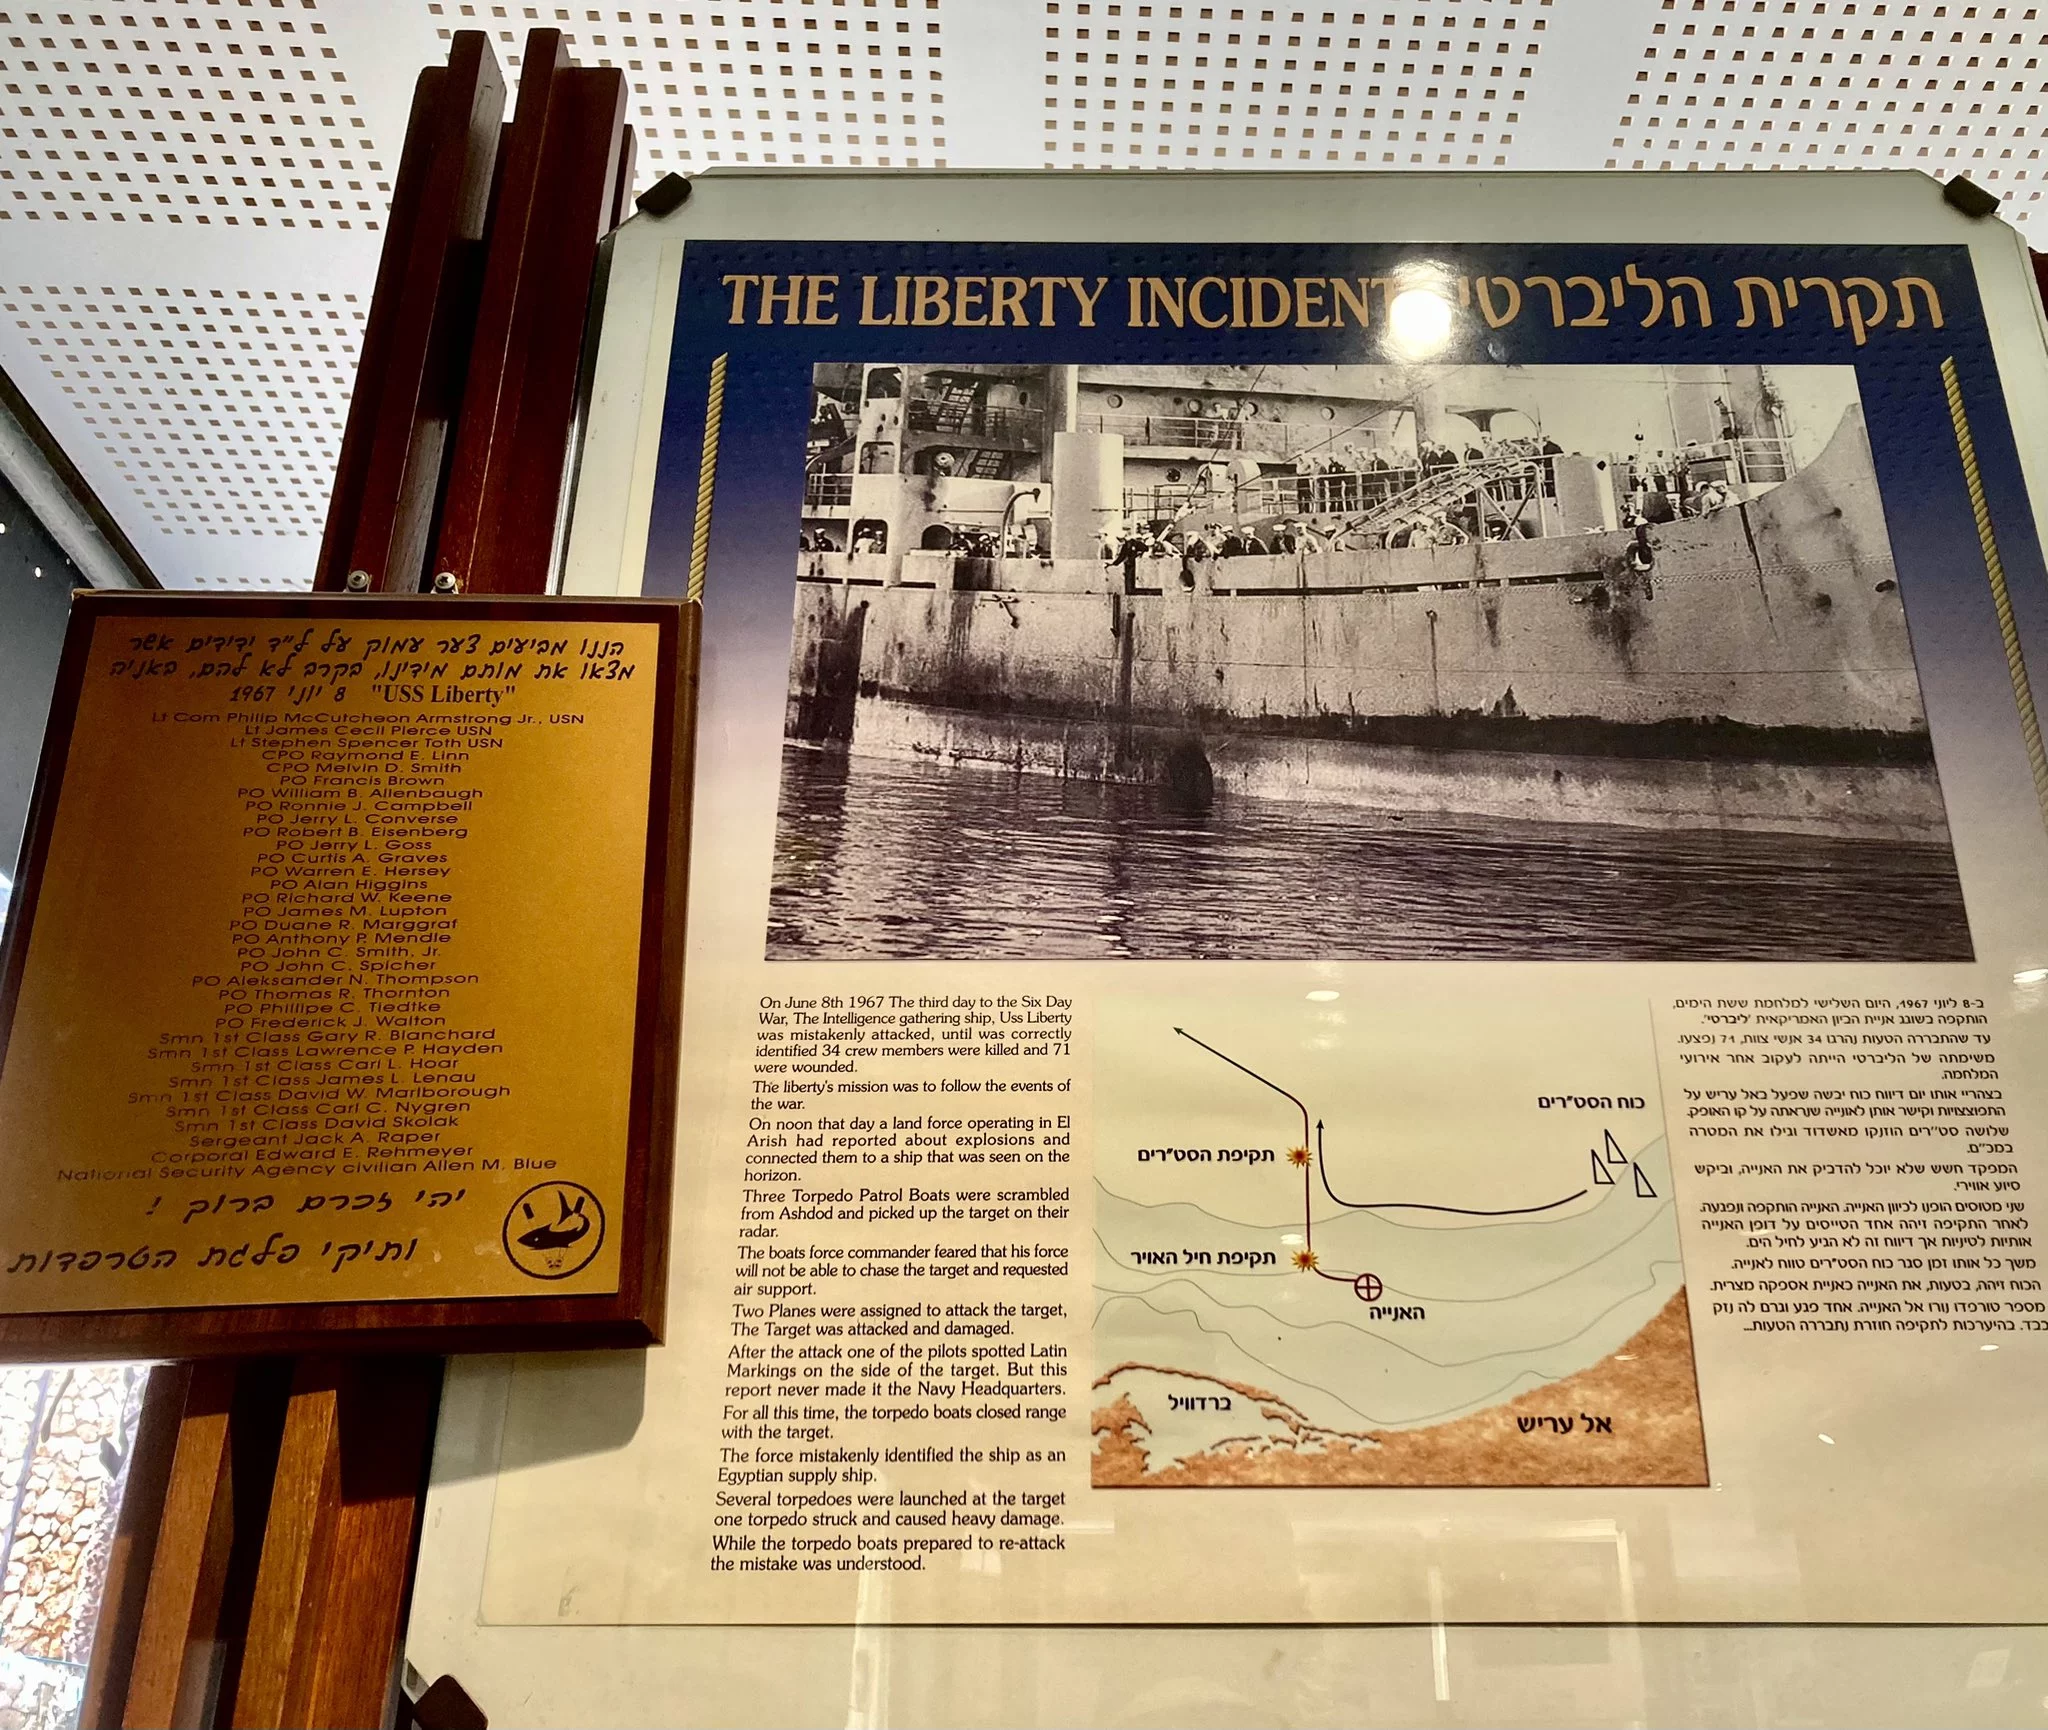 הננו מביעים צער עמוק על ל"ד ידידים אשר
מצאו את מותם מידינו, בקרב לא להם, באניה
"USS Liberty" 8 יוני 1967
Lt Com Philip McCutcheon Armstrong Jr., USN
Lt James Cecil Pierce USN
Lt Stephen Spencer Toth USN
CPO Raymond E. Linn
CPO Melvin D. Smith
PO Francis Brown
PO William B. Allenbaugh
PO Ronnie J. Campbell
PO Jerry L. Converse
PO Robert B. Eisenberg
PO Jerry L. Goss
PO Curtis A. Graves
PO Warren E. Hersey
PO Alan Higgins
PO Richard W. Keene
PO James M. Lupton
PO Duane R. Marggraf
PO Anthony P. Mendle
PO John C. Smith, Jr.
PO John C. Spicher
PO Aleksander N. Thompson
PO Thomas R. Thornton
PO Phillipe C. Tiedtke
PO Frederick J. Walton
Smn 1st Class Gary R. Blanchard
Smn 1st Class Lawrence P. Hayden
Smn 1st Class Carl L. Hoar
Smn 1st Class James L. Lenau
Smn 1st Class David W. Marlborough
Smn 1st Class Carl C. Nygren
Smn 1st Class David Skolak
Sergeant Jack A. Raper
Corporal Edward E. Rehmeyer
National Security Agency civilian Allen M. Blue
יהי זכרם ברוך !
ותיקי פלגת הטרפדות
THE LIBERTY INCIDENT
תקרית הליברטי
On June 8th 1967 The third day to the Six Day
War, The Intelligence gathering ship, Uss Liberty
was mistakenly attacked, until was correctly
identified 34 crew members were killed and 71
were wounded.
The liberty's mission was to follow the events of
the war.
On noon that day a land force operating in El
Arish had reported about explosions and
connected them to a ship that was seen on the
horizon.
Three Torpedo Patrol Boats were scrambled
from Ashdod and picked up the target on their
radar.
The boats force commander feared that his force
will not be able to chase the target and requested
air support.
Two Planes were assigned to attack the target,
The Target was attacked and damaged.
After the attack one of the pilots spotted Latin
Markings on the side of the target. But this
report never made it the Navy Headquarters.
For all this time, the torpedo boats closed range
with the target.
The force mistakenly identified the ship as an
Egyptian supply ship.
Several torpedoes were launched at the target
one torpedo struck and caused heavy damage.
While the torpedo boats prepared to re-attack
the mistake was understood.
כוח הסט"רים
תקיפת הסט"רים
תקיפת חיל האויר
האנייה
ברדוויל
אל עריש
ב-8 ליוני 1967, היום השלישי למלחמת ששת הימים,
הותקפה בשוגג אניית הביון האמריקאית 'ליברטי'.
עד שהתבררה הטעות נהרגו 34 אנשי צוות, 71 נפצעו.
משימתה של הליברטי הייתה לעקוב אחר אירועי
המלחמה.
בצהריי אותו יום דיווח כוח יבשה שפעל באל עריש על
התפוצצויות וקישר אותן לאונייה שנראתה על קו האופק.
שלושה סט"רים הוזנקו מאשדוד וגילו את המטרה
במכ"ם.
המפקד חשש שלא יוכל להדביק את האנייה, וביקש
סיוע אווירי.
שני מטוסים הופנו לכיוון האנייה. האנייה הותקפה ונפגעה.
לאחר התקיפה זיהה אחד הטייסים על דופן האנייה
אותיות לטיניות אך דיווח זה לא הגיע לחיל הים.
משך כל אותו זמן סגר כוח הסט"רים טווח לאנייה.
הכוח זיהה, בטעות, את האנייה כאניית אספקה מצרית.
מספר טורפדו נורו אל האנייה. אחד פגע וגרם לה נזק
כבד. בהיערכות לתקיפה חוזרת נתבררה הטעות...